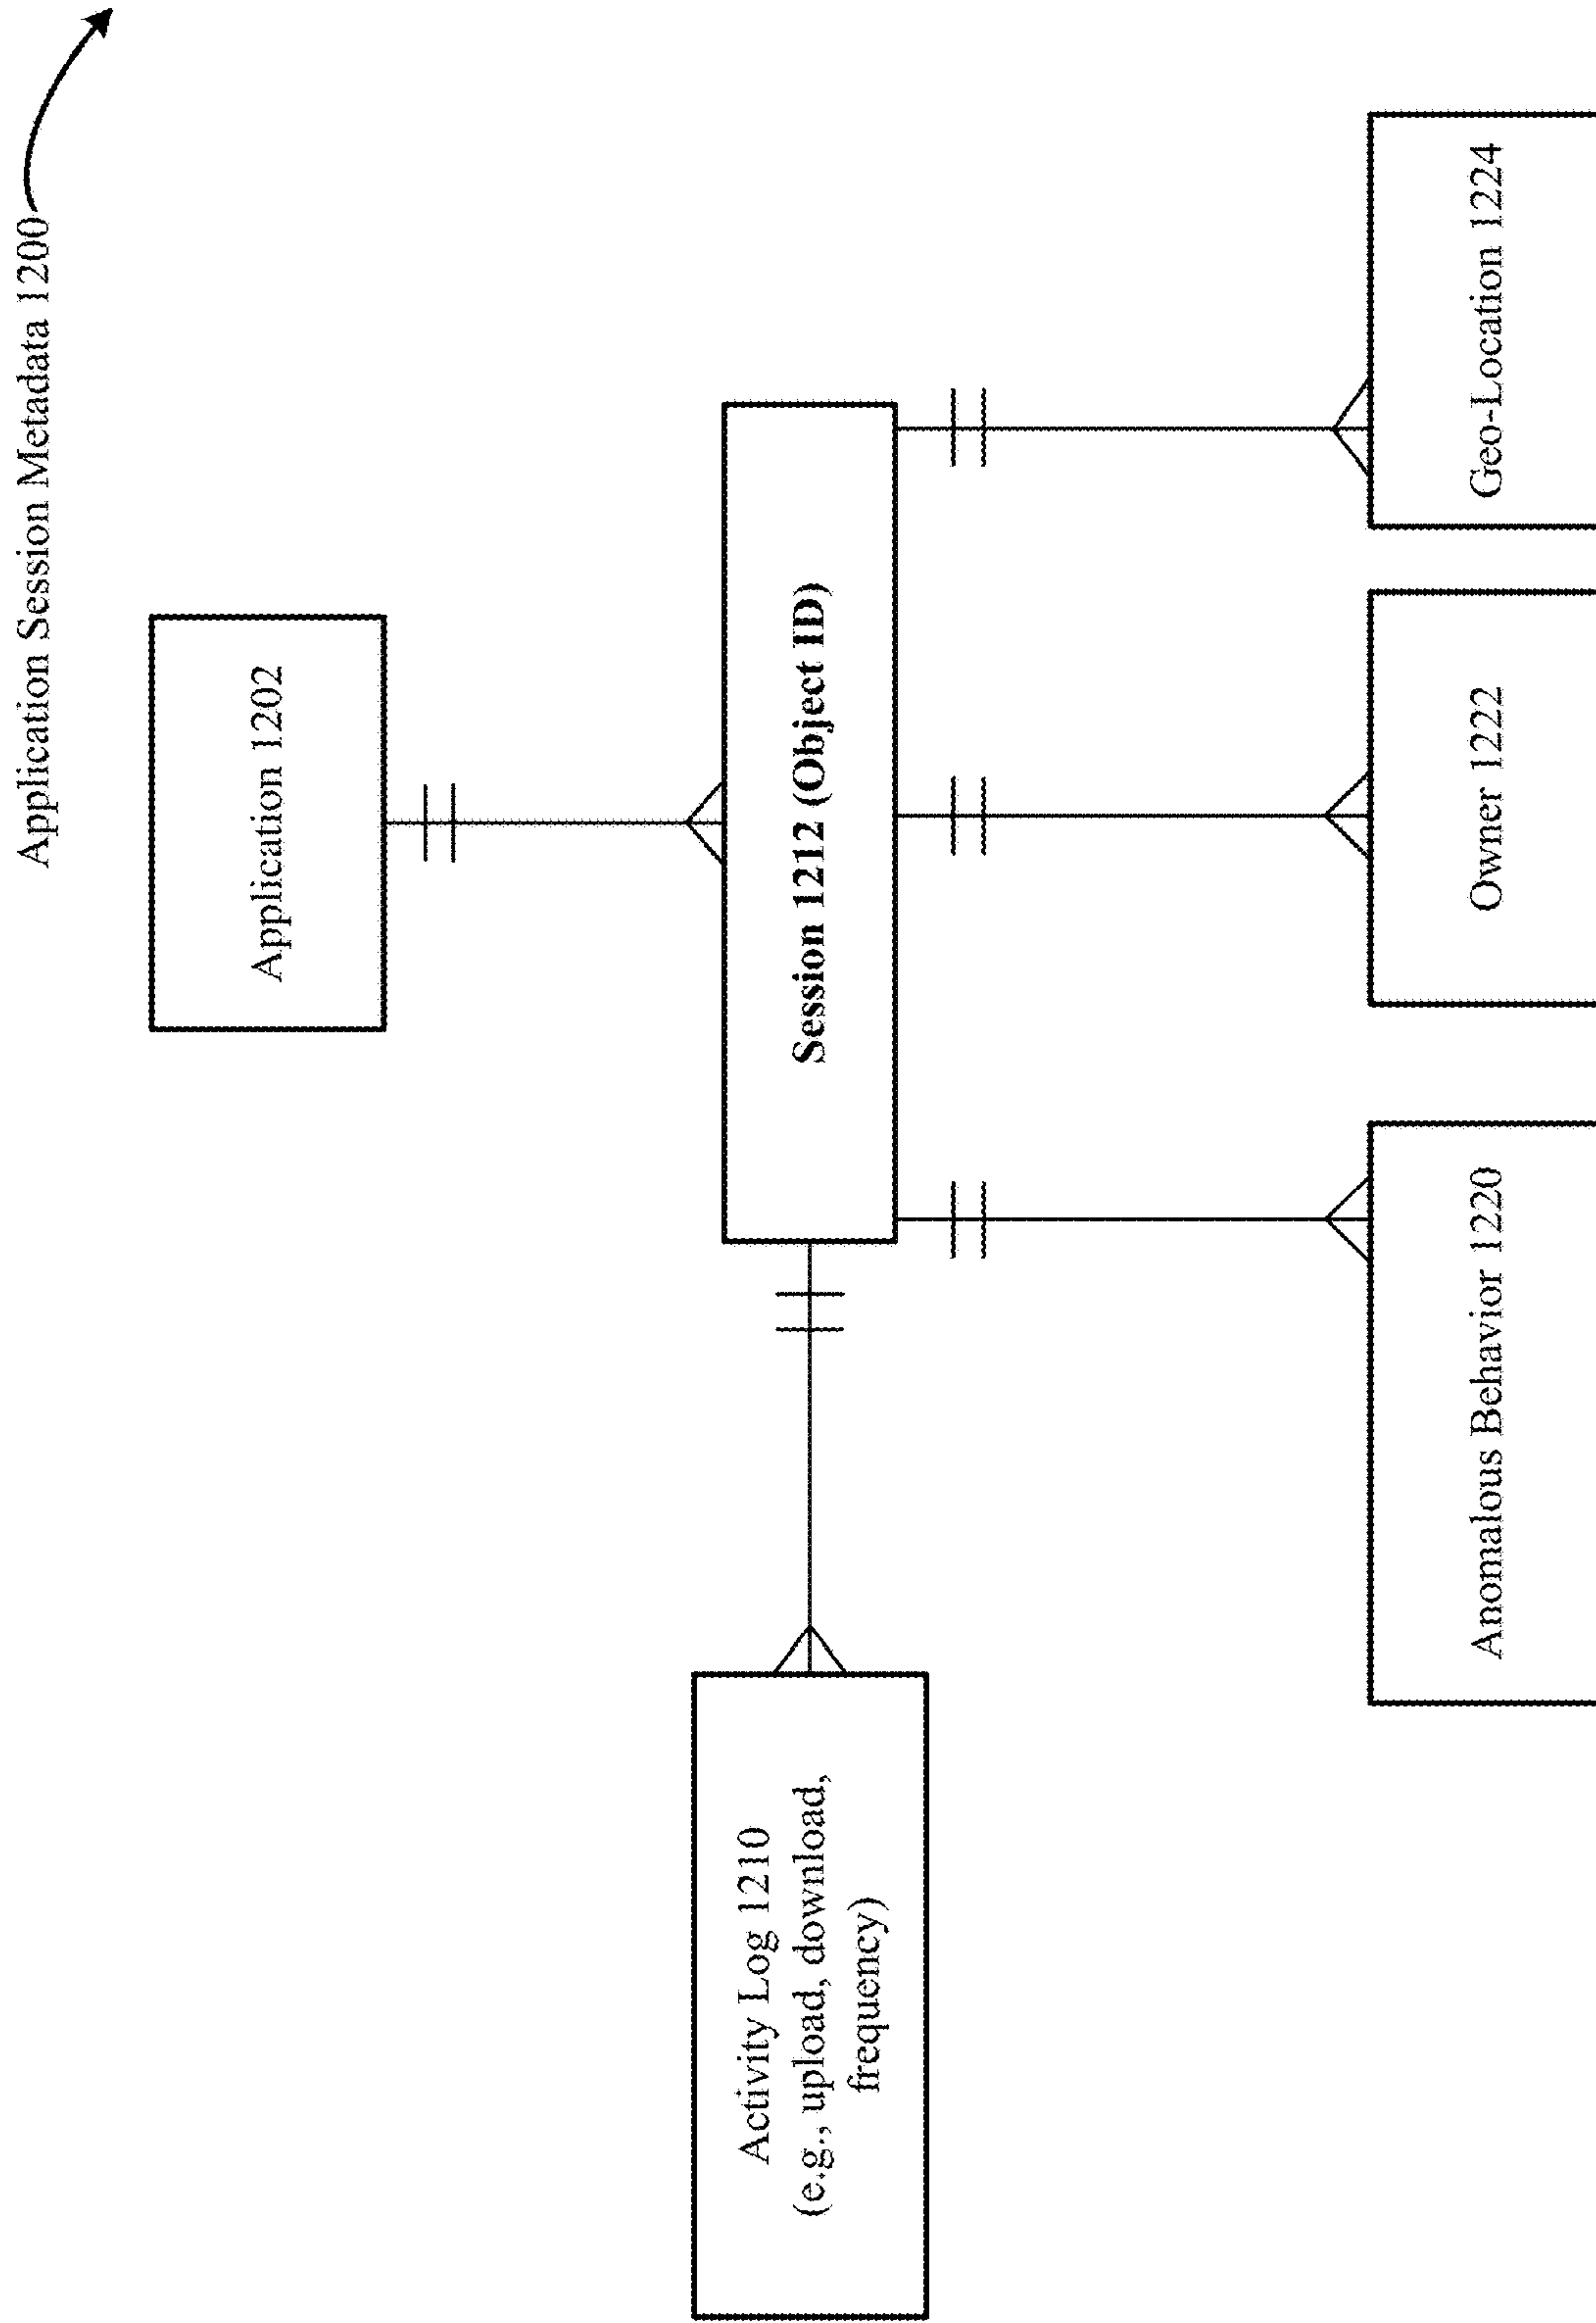 Application Session Metadata 1200
Application 1202
Activity Log 1210
(e.g., upload, download,
frequency)
Session 1212 (Object ID)
Anomalous Behavior 1220
Owner 1222
Geo-Location 1224